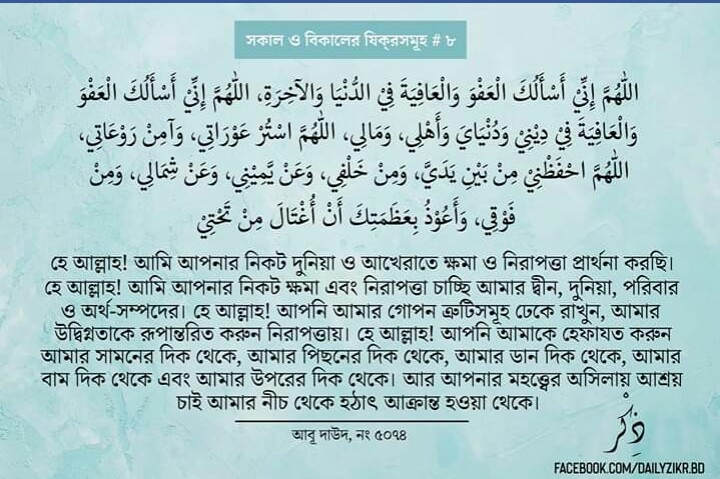 সকাল ও বিকালের যিক্‌রসমূহ # ৮
اللّٰهُمَّ إِنِّيْ أَسْأَلُكَ الْعَفْوَ وَالْعَافِيَةَ فِيْ الدُّنْيَا وَالآخِرَةِ، اللّٰهُمَّ إِنِّيْ أَسْأَلُكَ الْعَفْوَ
وَالْعَافِيَةَ فِيْ دِيْنِيْ وَدُنْيَايَ وَأَهْلِي، وَمَالِي، اللّٰهُمَّ اسْتُرْ عَوْرَاتِي، وَآمِنْ رَوْعَاتِي،
اللّٰهُمَّ احْفَظْنِيْ مِنْ بَيْنِ يَدَيَّ، وَمِنْ خَلْفِي، وَعَنْ يَّمِيْنِي، وَعَنْ شِمَالِي، وَمِنْ
فَوْقِي، وَأَعُوْذُ بِعَظَمَتِكَ أَنْ أُغْتَالَ مِنْ تَحْتِيْ
হে আল্লাহ! আমি আপনার নিকট দুনিয়া ও আখেরাতে ক্ষমা ও নিরাপত্তা প্রার্থনা করছি।
হে আল্লাহ! আমি আপনার নিকট ক্ষমা এবং নিরাপত্তা চাচ্ছি আমার দ্বীন, দুনিয়া, পরিবার
ও অর্থ-সম্পদের। হে আল্লাহ! আপনি আমার গোপন ত্রুটিসমূহ ঢেকে রাখুন, আমার
উদ্বিগ্নতাকে রূপান্তরিত করুন নিরাপত্তায়। হে আল্লাহ! আপনি আমাকে হেফাযত করুন
আমার সামনের দিক থেকে, আমার পিছনের দিক থেকে, আমার ডান দিক থেকে, আমার
বাম দিক থেকে এবং আমার উপরের দিক থেকে। আর আপনার মহত্ত্বের অসিলায় আশ্রয়
চাই আমার নীচ থেকে হঠাৎ আক্রান্ত হওয়া থেকে।
আবূ দাউদ, নং ৫০৭৪
ذِكْرٌ
FACEBOOK.COM/DAILYZIKR.BD